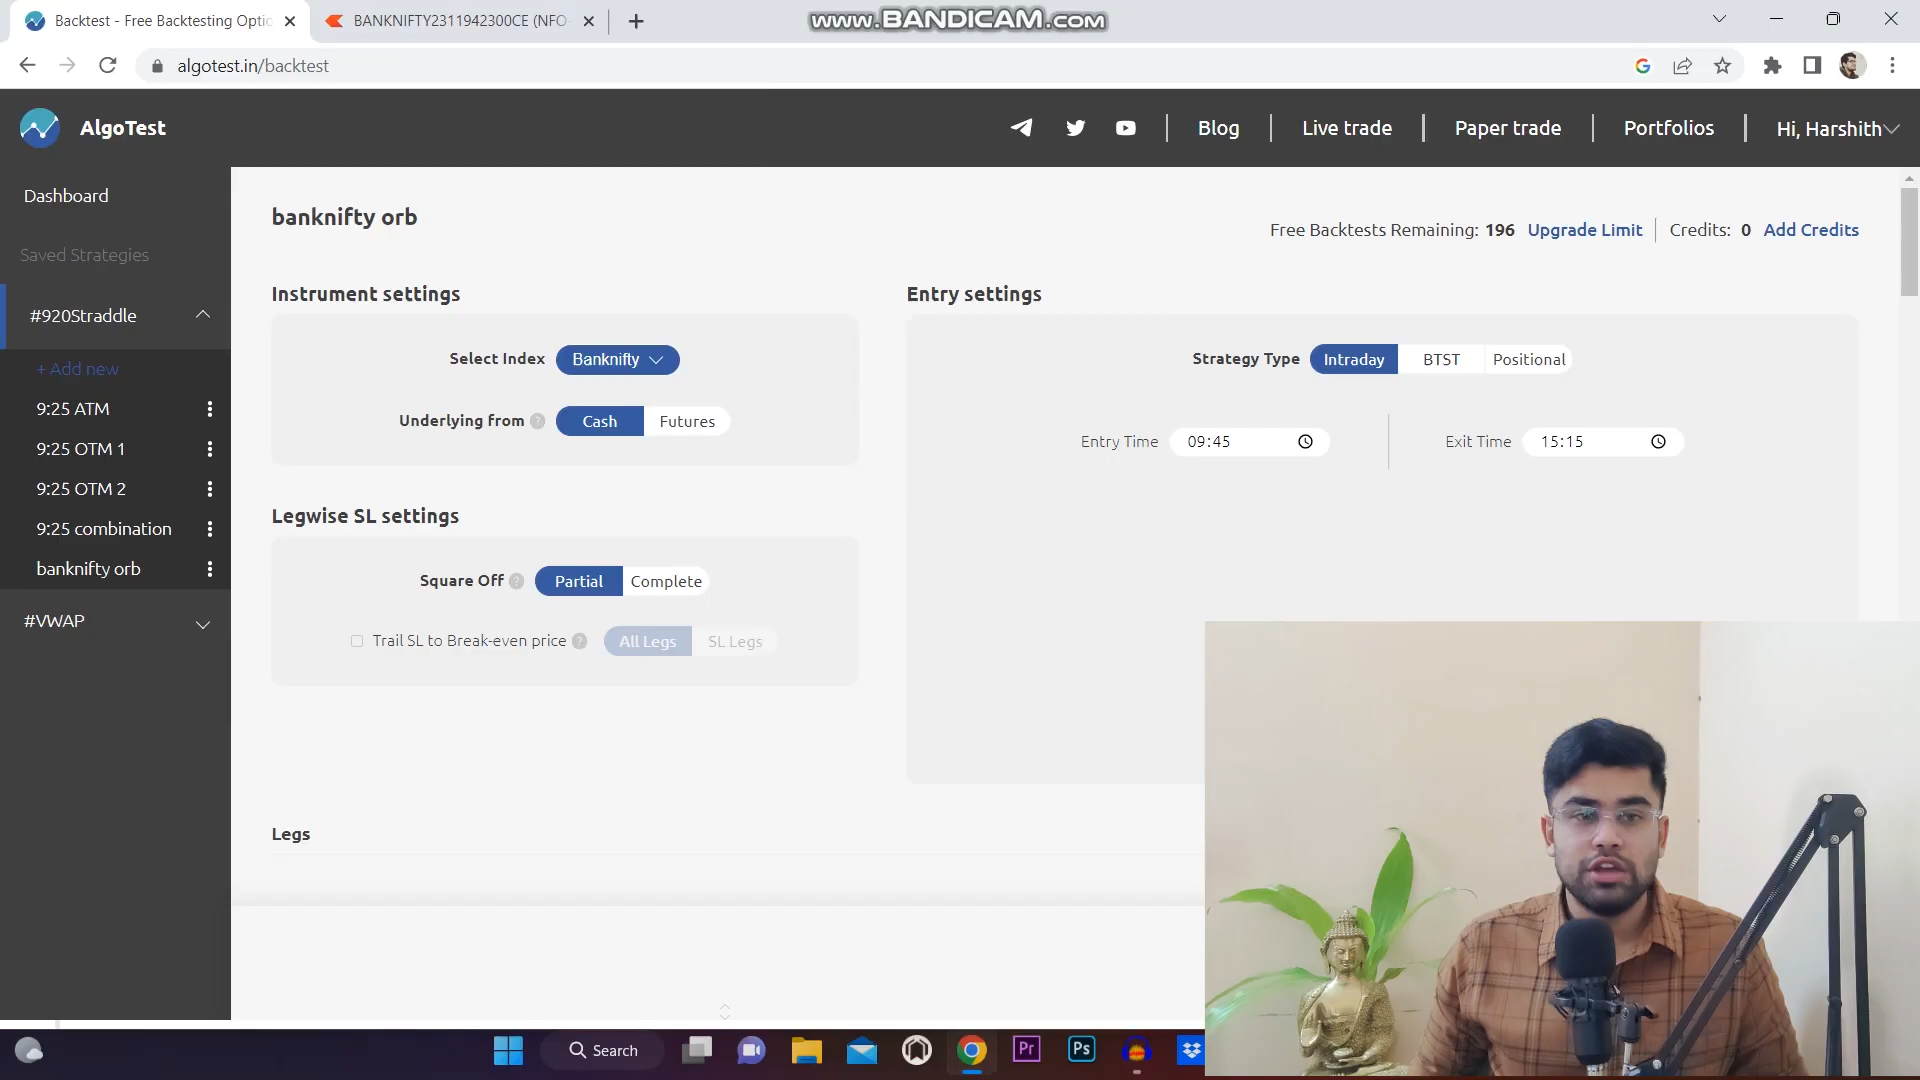 Backtest - Free Backtesting Optic
BANKNIFTY2311942300CE (NFO-
www.BANDICAM.com
algotest.in/backtest
AlgoTest
Blog
Live trade
Paper trade
Portfolios
Hi, Harshith
Dashboard
Saved Strategies
#920Straddle
+ Add new
9:25 ATM
9:25 OTM 1
9:25 OTM 2
9:25 combination
banknifty orb
#VWAP
banknifty orb
Free Backtests Remaining: 196 Upgrade Limit Credits: 0 Add Credits
Instrument settings
Select Index Banknifty
Underlying from ? Cash Futures
Legwise SL settings
Square Off ? Partial Complete
Trail SL to Break-even price ? All Legs SL Legs
Entry settings
Strategy Type Intraday BTST Positional
Entry Time 09:45 Exit Time 15:15
Legs
Search
Pr
Ps